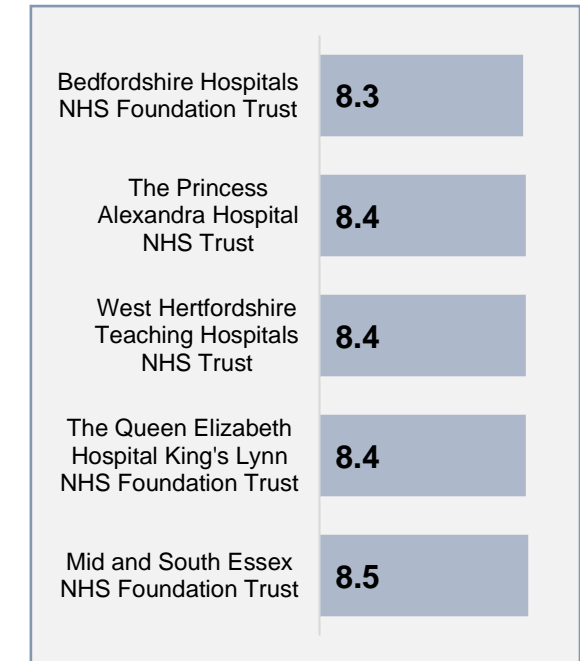 Bedfordshire Hospitals
NHS Foundation Trust
8.3
The Princess
Alexandra Hospital
NHS Trust
8.4
West Hertfordshire
Teaching Hospitals
NHS Trust
8.4
The Queen Elizabeth
Hospital King's Lynn
NHS Foundation Trust
8.4
Mid and South Essex
NHS Foundation Trust
8.5